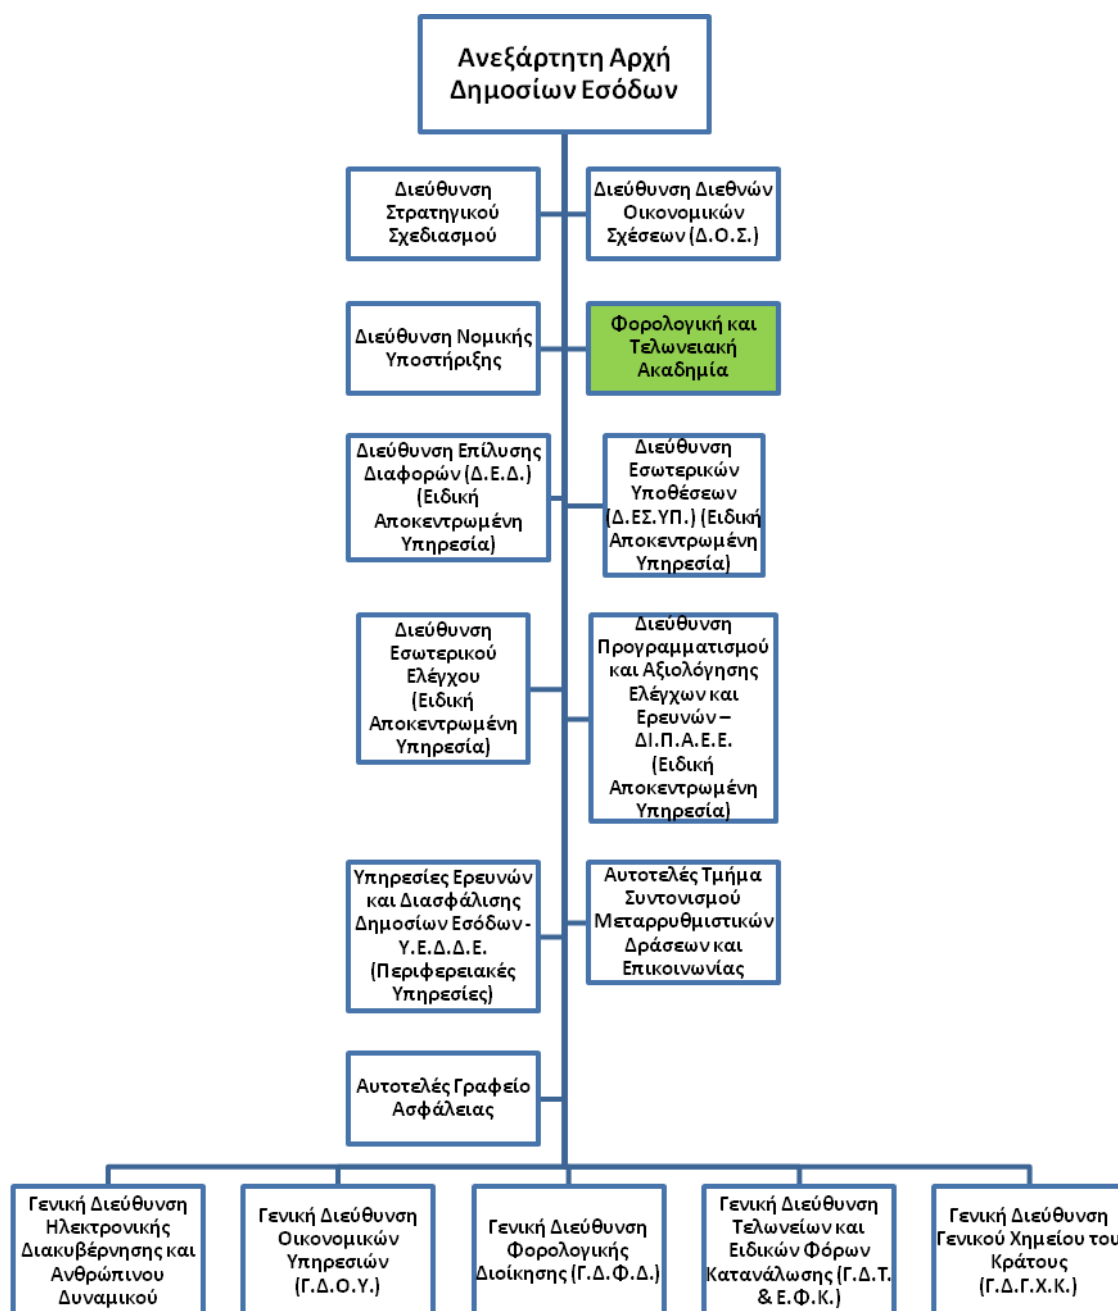 Ανεξάρτητη Αρχή
Δημοσίων Εσόδων
Διεύθυνση
Στρατηγικού
Σχεδιασμού
Διεύθυνση Διεθνών
Οικονομικών
Σχέσεων (Δ.Ο.Σ.)
Διεύθυνση Νομικής
Υποστήριξης
Φορολογική και
Τελωνειακή
Ακαδημία
Διεύθυνση Επίλυσης
Διαφορών (Δ.Ε.Δ.)
(Ειδική
Αποκεντρωμένη
Υπηρεσία)
Διεύθυνση
Εσωτερικών
Υποθέσεων
(Δ.ΕΣ.ΥΠ.) (Ειδική
Αποκεντρωμένη
Υπηρεσία)
Διεύθυνση
Εσωτερικού
Ελέγχου
(Ειδική
Αποκεντρωμένη
Υπηρεσία)
Διεύθυνση
Προγραμματισμού
και Αξιολόγησης
Ελέγχων και
Ερευνών –
ΔΙ.Π.Α.Ε.Ε.
(Ειδική
Αποκεντρωμένη
Υπηρεσία)
Υπηρεσίες Ερευνών
και Διασφάλισης
Δημοσίων Εσόδων -
Υ.Ε.Δ.Δ.Ε.
(Περιφερειακές
Υπηρεσίες)
Αυτοτελές Τμήμα
Συντονισμού
Μεταρρυθμιστικών
Δράσεων και
Επικοινωνίας
Αυτοτελές Γραφείο
Ασφάλειας
Γενική Διεύθυνση
Ηλεκτρονικής
Διακυβέρνησης και
Ανθρώπινου
Δυναμικού
Γενική Διεύθυνση
Οικονομικών
Υπηρεσιών
(Γ.Δ.Ο.Υ.)
Γενική Διεύθυνση
Φορολογικής
Διοίκησης (Γ.Δ.Φ.Δ.)
Γενική Διεύθυνση
Τελωνείων και
Ειδικών Φόρων
Κατανάλωσης (Γ.Δ.Τ.
& Ε.Φ.Κ.)
Γενική Διεύθυνση
Γενικού Χημείου του
Κράτους
(Γ.Δ.Γ.Χ.Κ.)